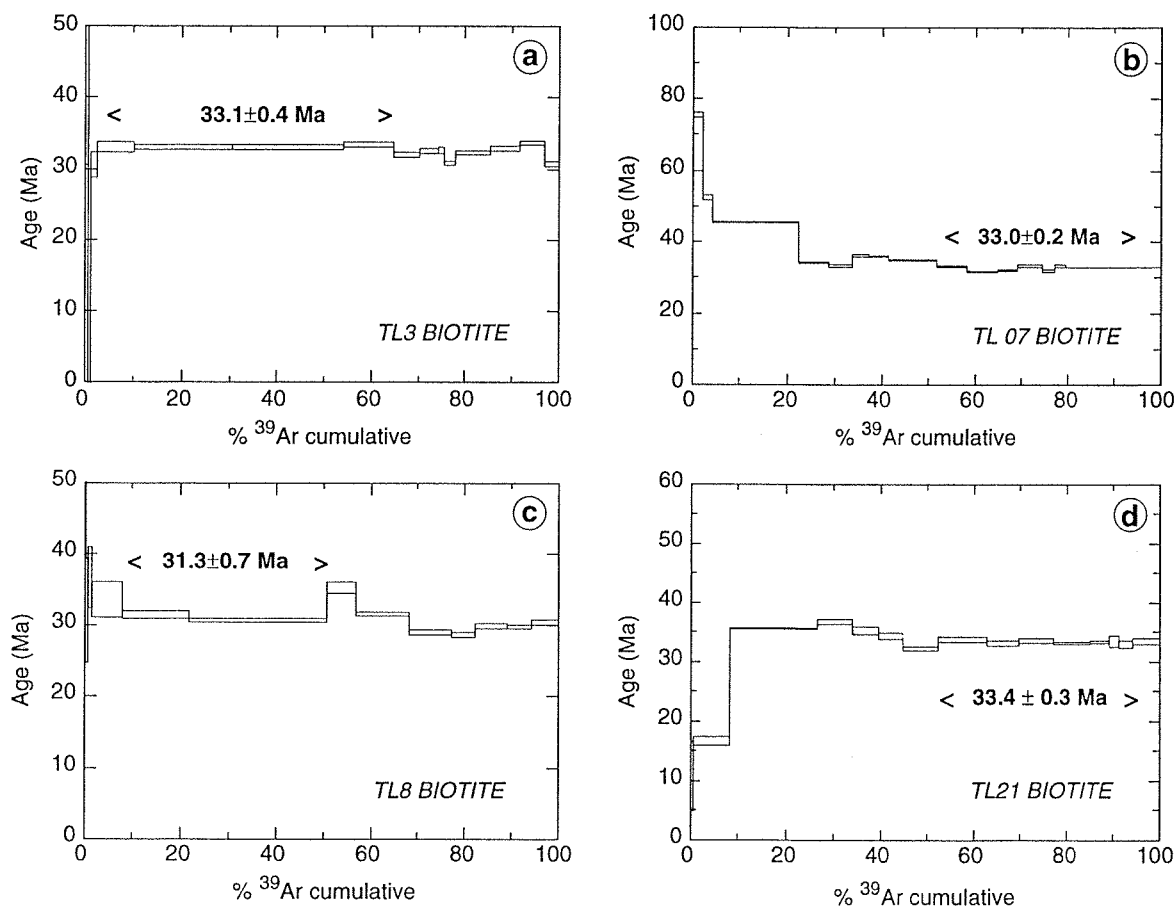 50
40
30
20
10
0
Age (Ma)
a
< 33.1±0.4 Ma >
TL3 BIOTITE
0 20 40 60 80 100
% ³⁹Ar cumulative
100
80
60
40
20
0
Age (Ma)
b
< 33.0±0.2 Ma >
TL 07 BIOTITE
0 20 40 60 80 100
% ³⁹Ar cumulative
50
40
30
20
10
0
Age (Ma)
c
< 31.3±0.7 Ma >
TL8 BIOTITE
0 20 40 60 80 100
% ³⁹Ar cumulative
60
50
40
30
20
10
0
Age (Ma)
d
< 33.4 ± 0.3 Ma >
TL21 BIOTITE
0 20 40 60 80 100
% ³⁹Ar cumulative